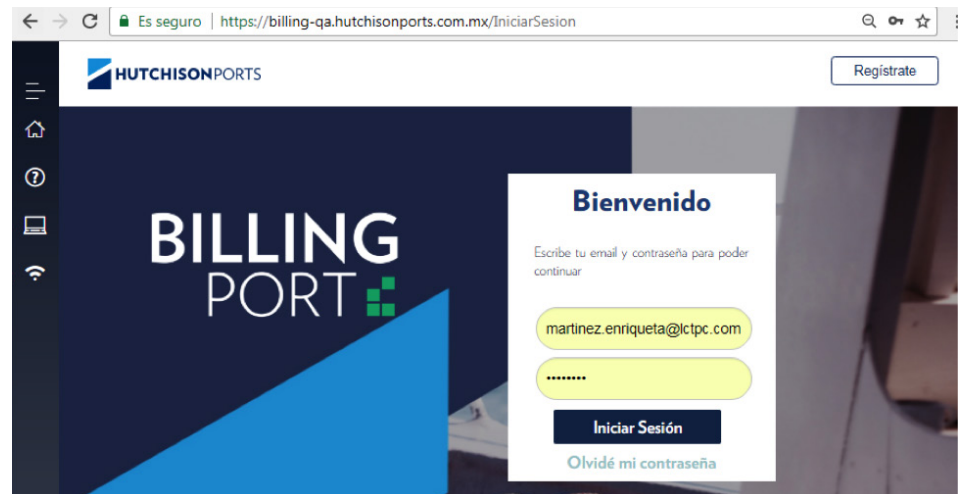 Es seguro | https://billing-qa.hutchisonports.com.mx/IniciarSesion
HUTCHISONPORTS
Regístrate
Bienvenido
Escribe tu email y contraseña para poder
continuar
BILLING
PORT
martinez.enriqueta@lctpc.com
••••••••
Iniciar Sesión
Olvidé mi contraseña